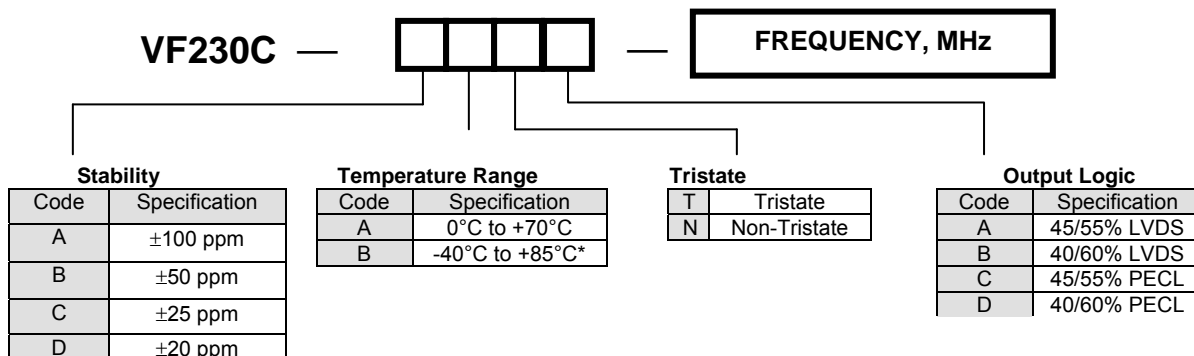 VF230C — — FREQUENCY, MHz
Stability
Code Specification
A ±100 ppm
B ±50 ppm
C ±25 ppm
D ±20 ppm
Temperature Range
Code Specification
A 0°C to +70°C
B -40°C to +85°C*
Tristate
T Tristate
N Non-Tristate
Output Logic
Code Specification
A 45/55% LVDS
B 40/60% LVDS
C 45/55% PECL
D 40/60% PECL